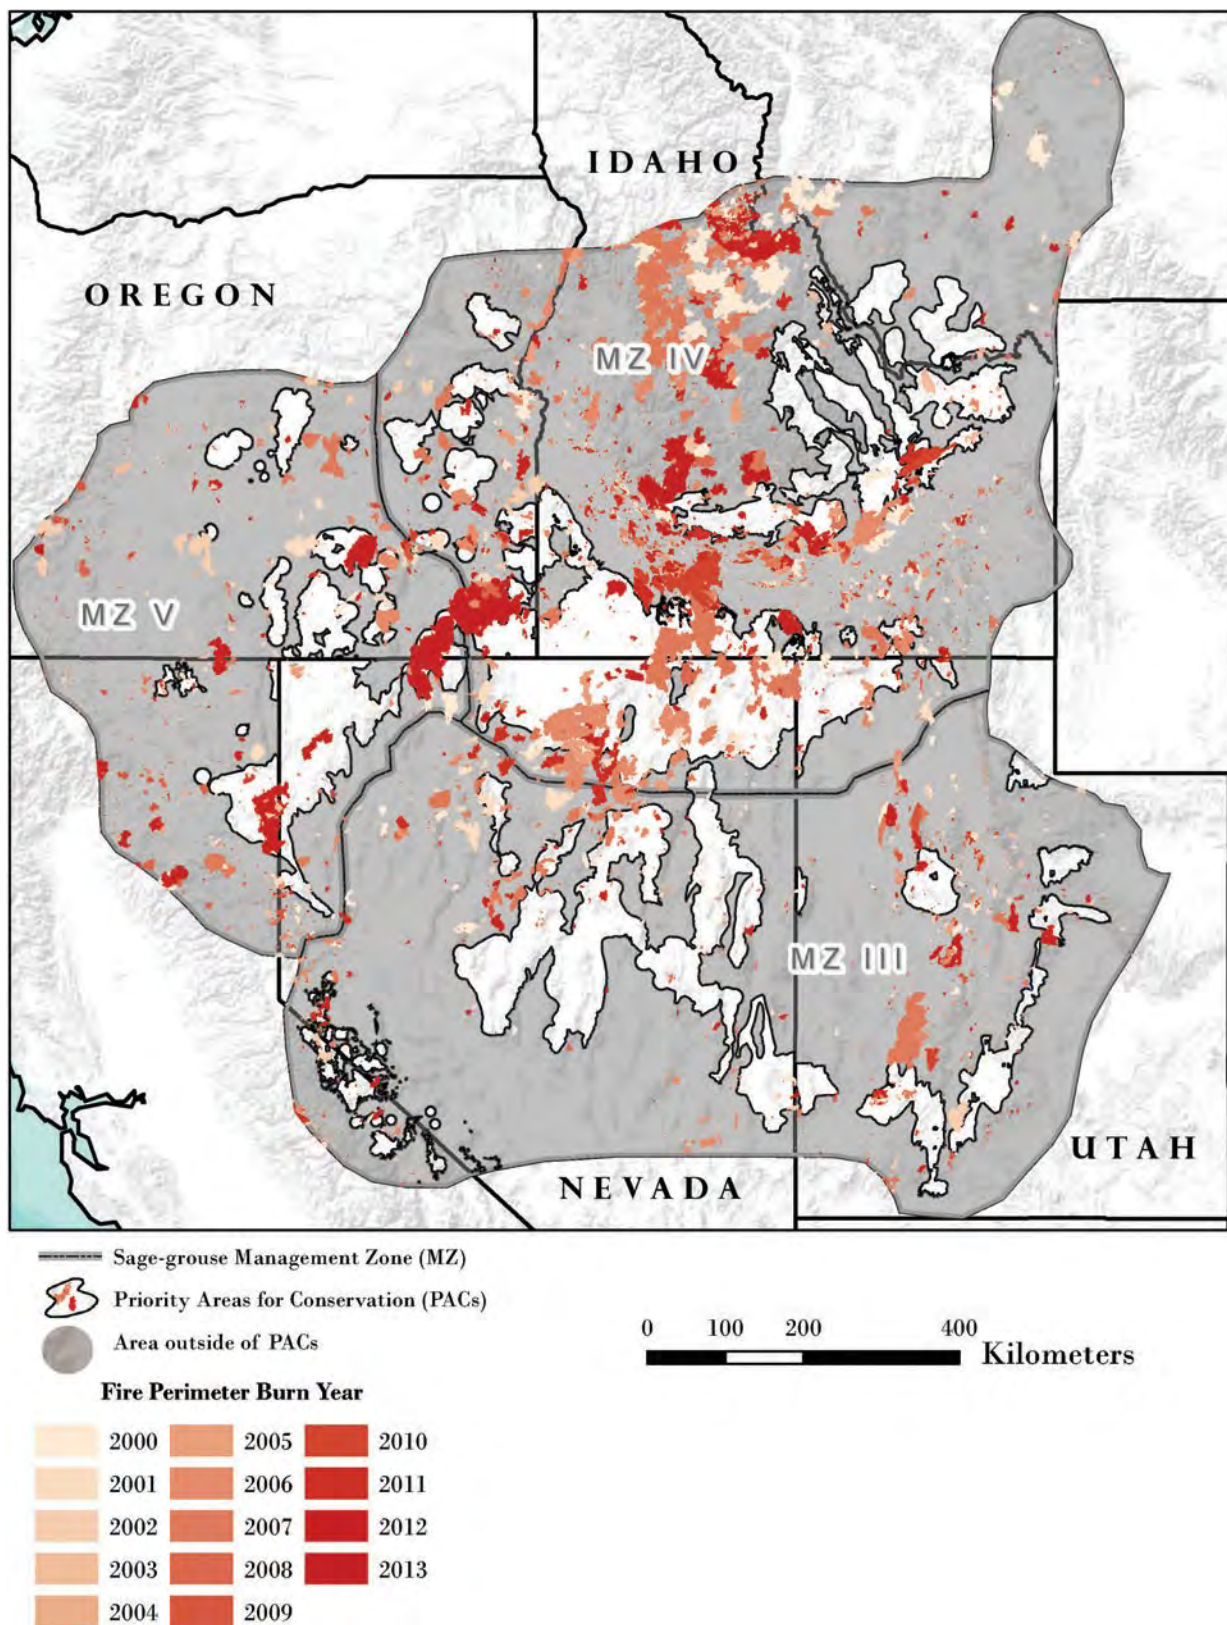 IDAHO
OREGON
MZ IV
MZ V
MZ III
UTAH
NEVADA
Sage-grouse Management Zone (MZ)
Priority Areas for Conservation (PACs)
Area outside of PACs
0 100 200 400 Kilometers
Fire Perimeter Burn Year
2000 2005 2010
2001 2006 2011
2002 2007 2012
2003 2008 2013
2004 2009